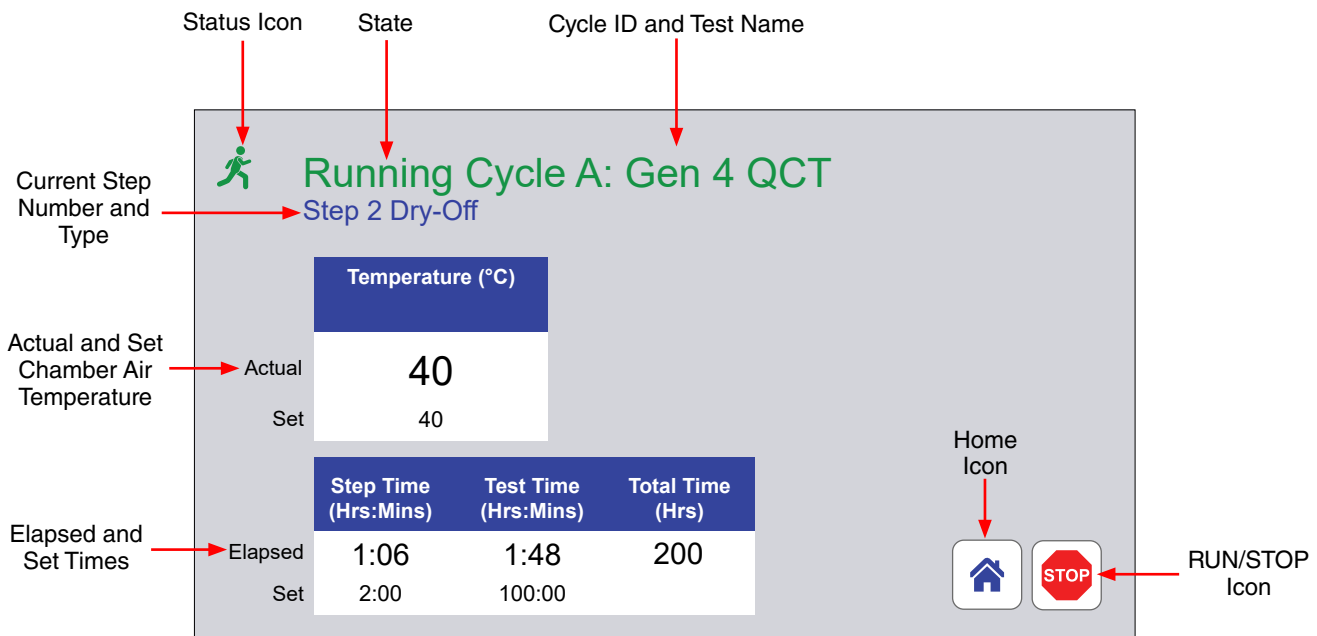 Status Icon
State
Cycle ID and Test Name
Running Cycle A: Gen 4 QCT
Step 2 Dry-Off
Current Step
Number and
Type
Temperature (°C)
Actual and Set
Chamber Air
Temperature
Actual
40
Set
40
Home
Icon
Step Time
(Hrs:Mins)
Test Time
(Hrs:Mins)
Total Time
(Hrs)
Elapsed and
Set Times
Elapsed
1:06
1:48
200
Set
2:00
100:00
STOP
RUN/STOP
Icon